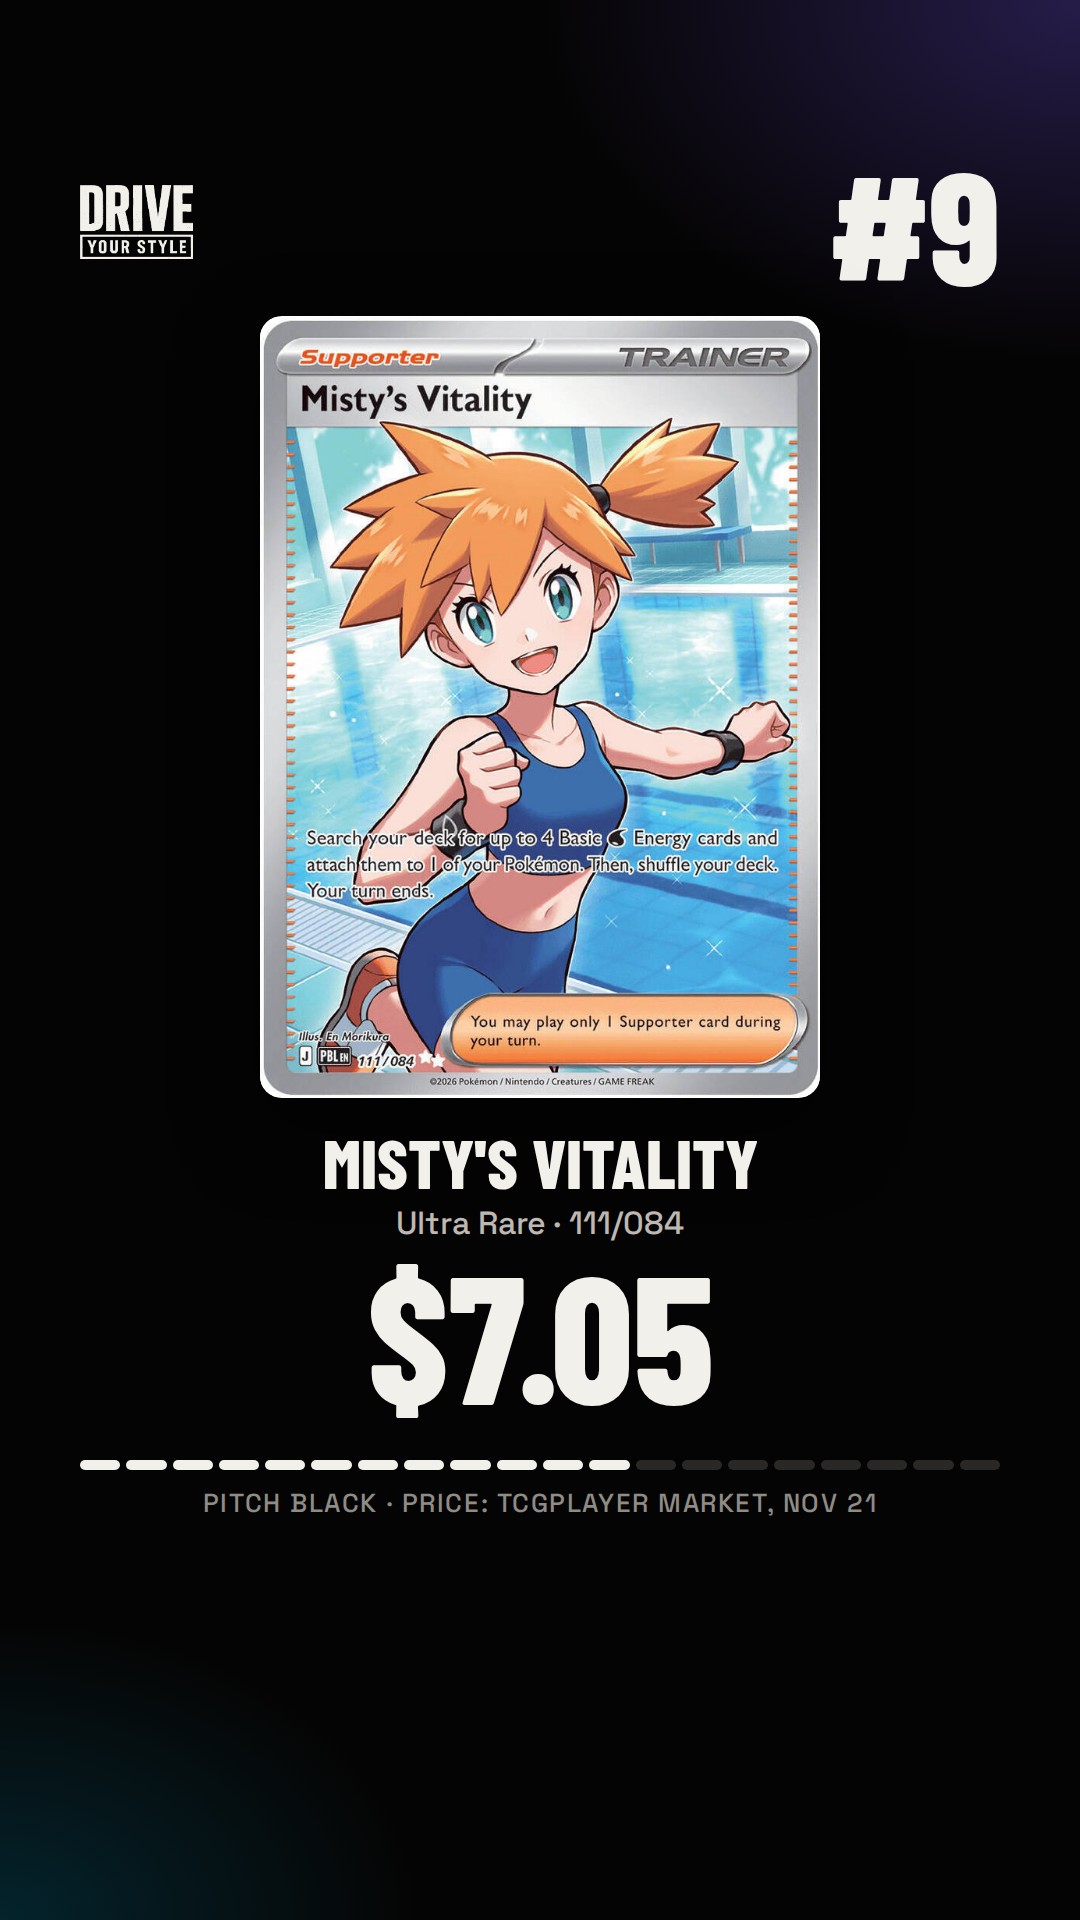 DRIVE
YOUR STYLE
#9
Supporter
TRAINER
Misty's Vitality
Search your deck for up to 4 Basic Energy cards and
attach them to 1 of your Pokémon. Then, shuffle your deck.
Your turn ends.
You may play only 1 Supporter card during
your turn.
Illus. En Morikura
J PBL EN 111/084
©2026 Pokémon / Nintendo / Creatures / GAME FREAK
MISTY'S VITALITY
Ultra Rare · 111/084
$7.05
PITCH BLACK · PRICE: TCGPLAYER MARKET, NOV 21